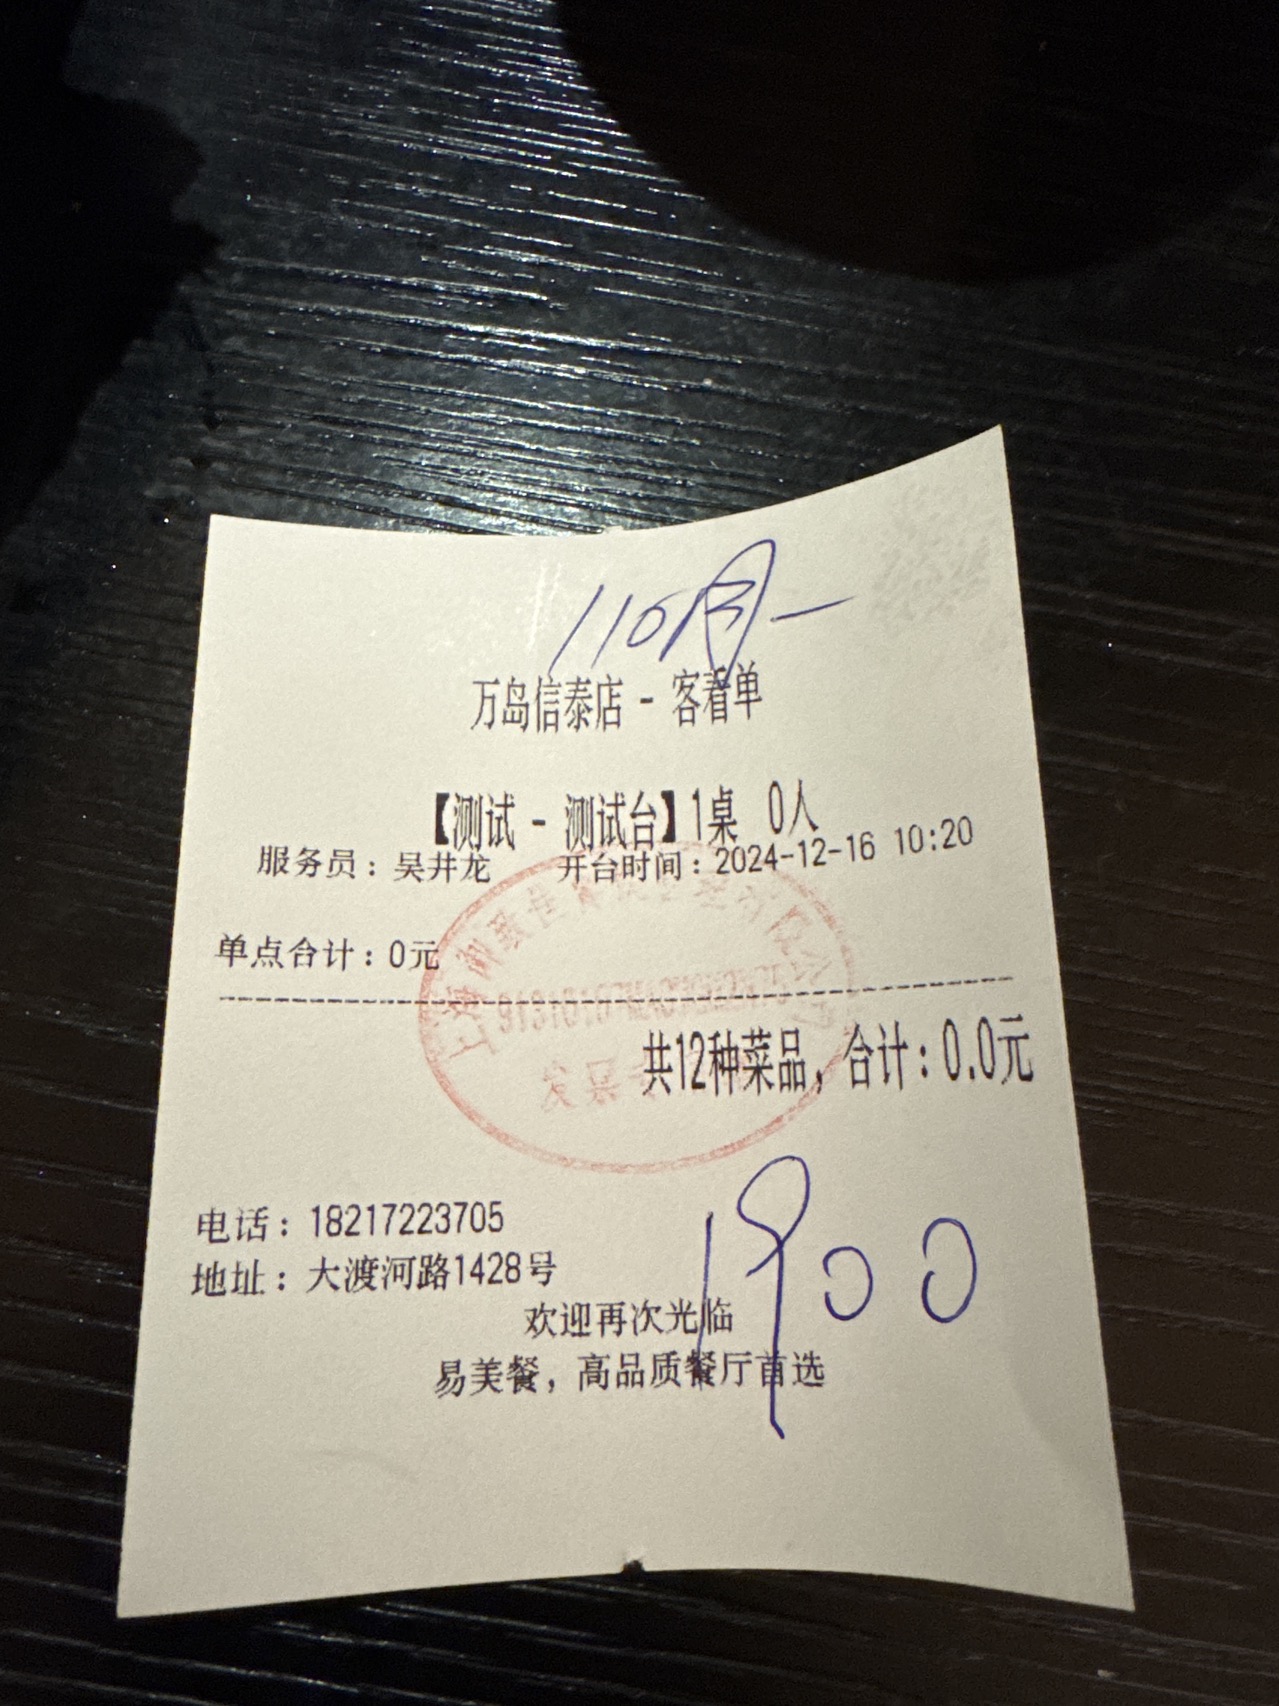 110
万岛信泰店 - 客看单
【测试 - 测试台】1桌 0人
服务员：吴井龙 开台时间：2024-12-16 10:20
单点合计：0元
共12种菜品，合计：0.0元
电话：18217223705
地址：大渡河路1428号
1900
欢迎再次光临
易美餐，高品质餐厅首选